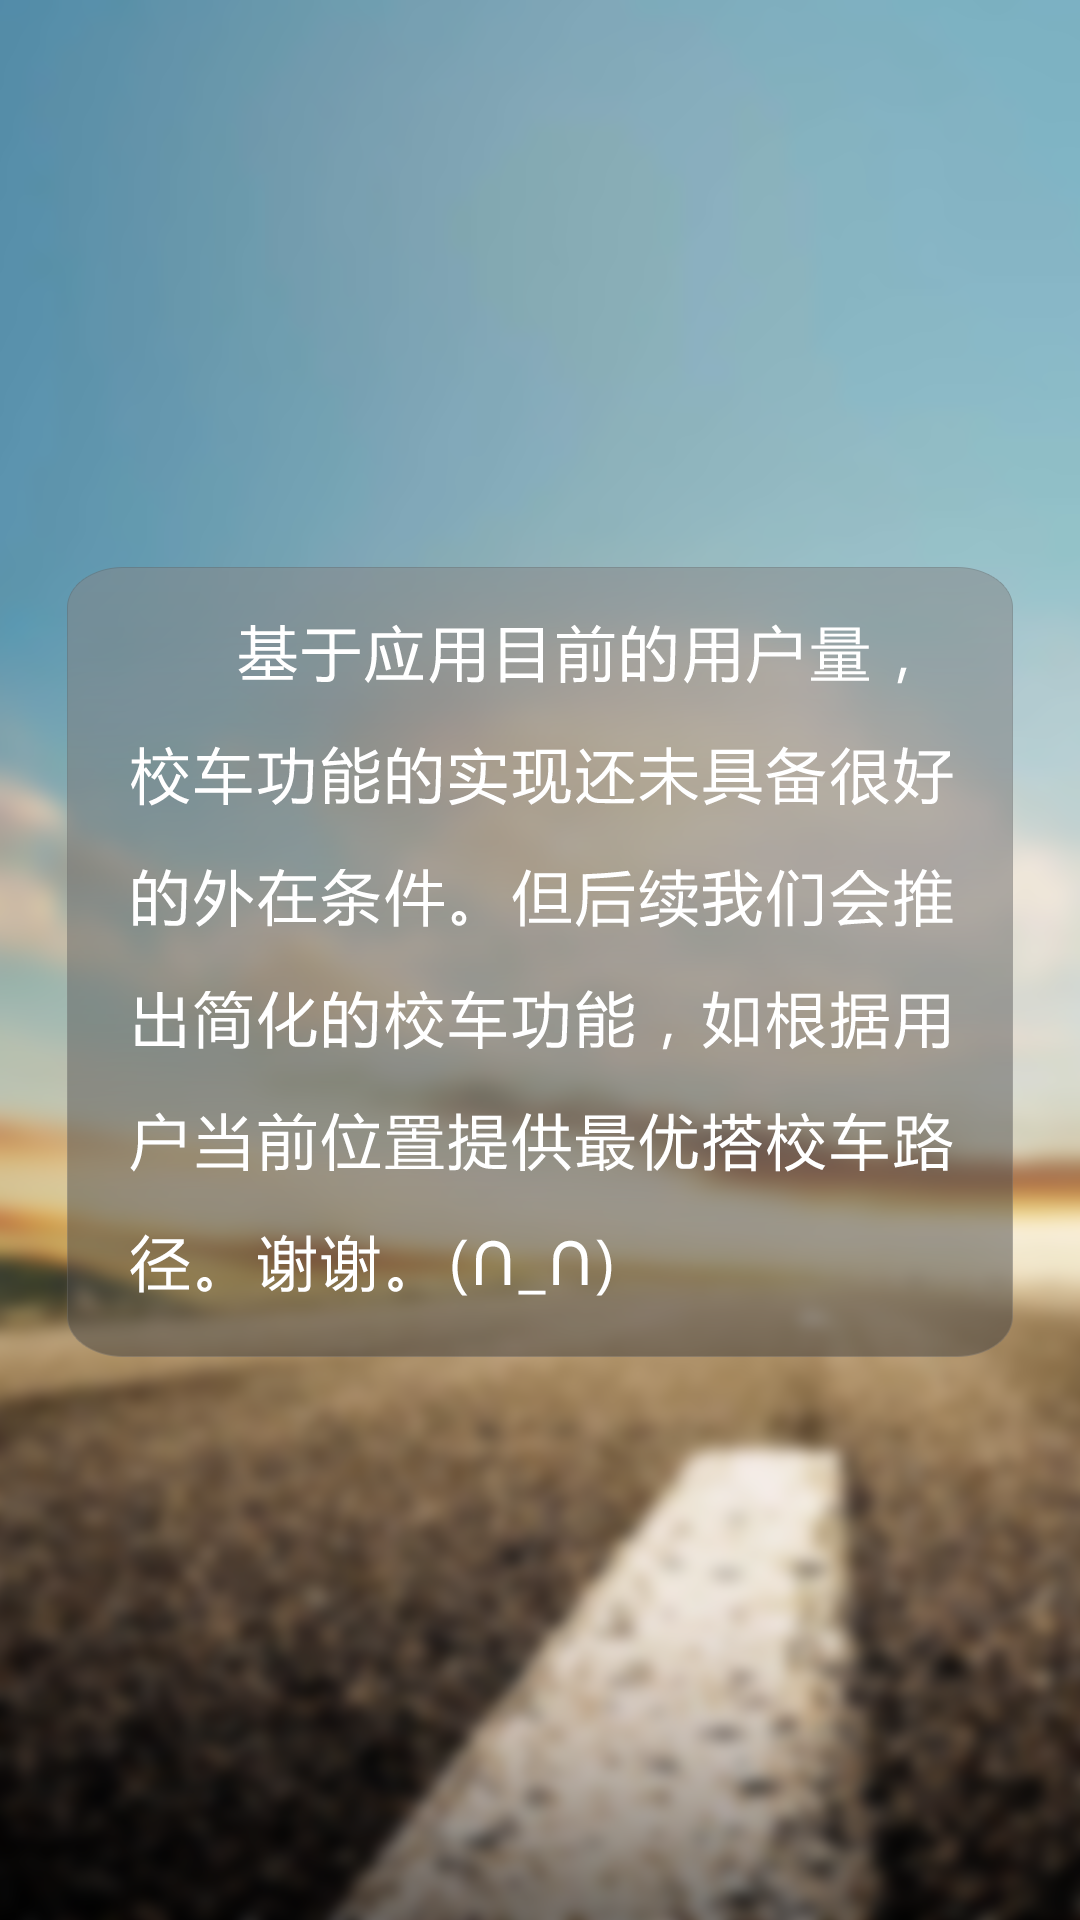 基于应用目前的用户量，
校车功能的实现还未具备很好
的外在条件。但后续我们会推
出简化的校车功能，如根据用
户当前位置提供最优搭校车路
径。谢谢。(∩_∩)